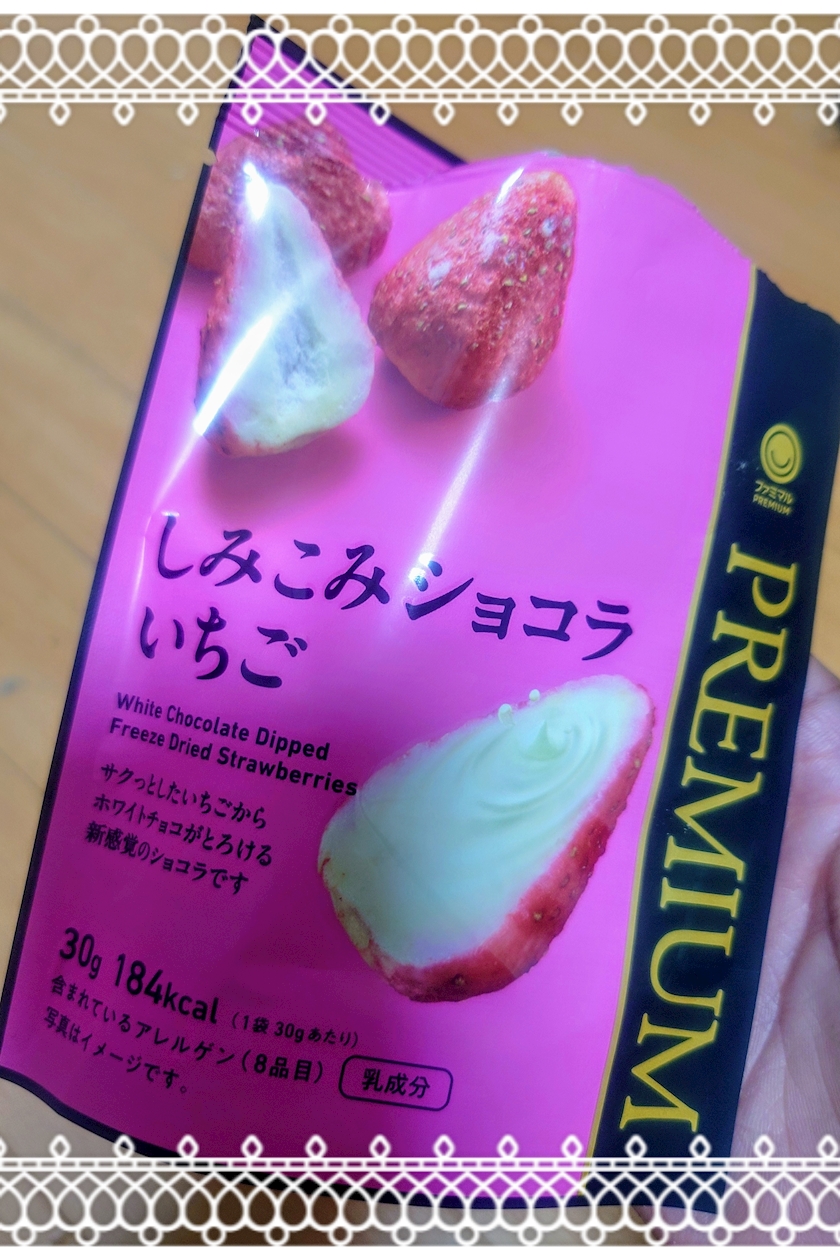 しみこみショコラ
いちご
White Chocolate Dipped
Freeze Dried Strawberries
サクっとしたいちごから
ホワイトチョコがとろける
新感覚のショコラです
30g 184kcal（1袋 30gあたり）
含まれているアレルゲン（8品目） 乳成分
写真はイメージです。
ファミマル
PREMIUM
PREMIUM